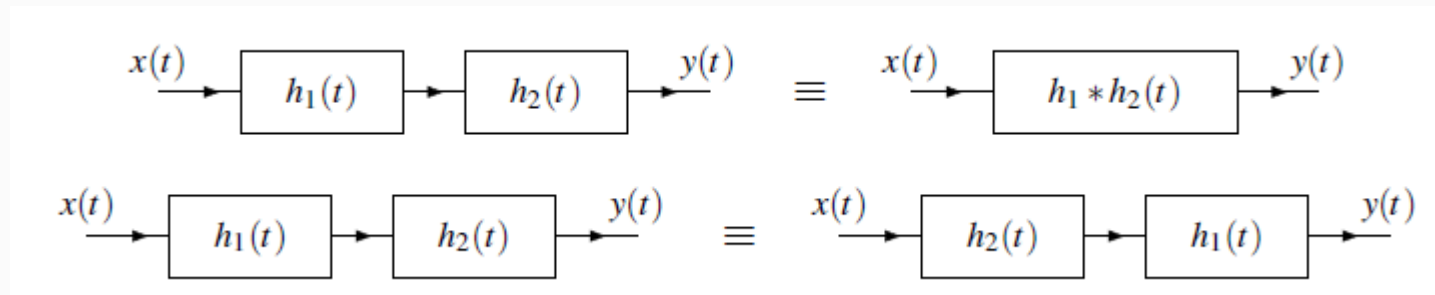 x(t) h₁(t) h₂(t) y(t) ≡ x(t) h₁ * h₂(t) y(t)
x(t) h₁(t) h₂(t) y(t) ≡ x(t) h₂(t) h₁(t) y(t)